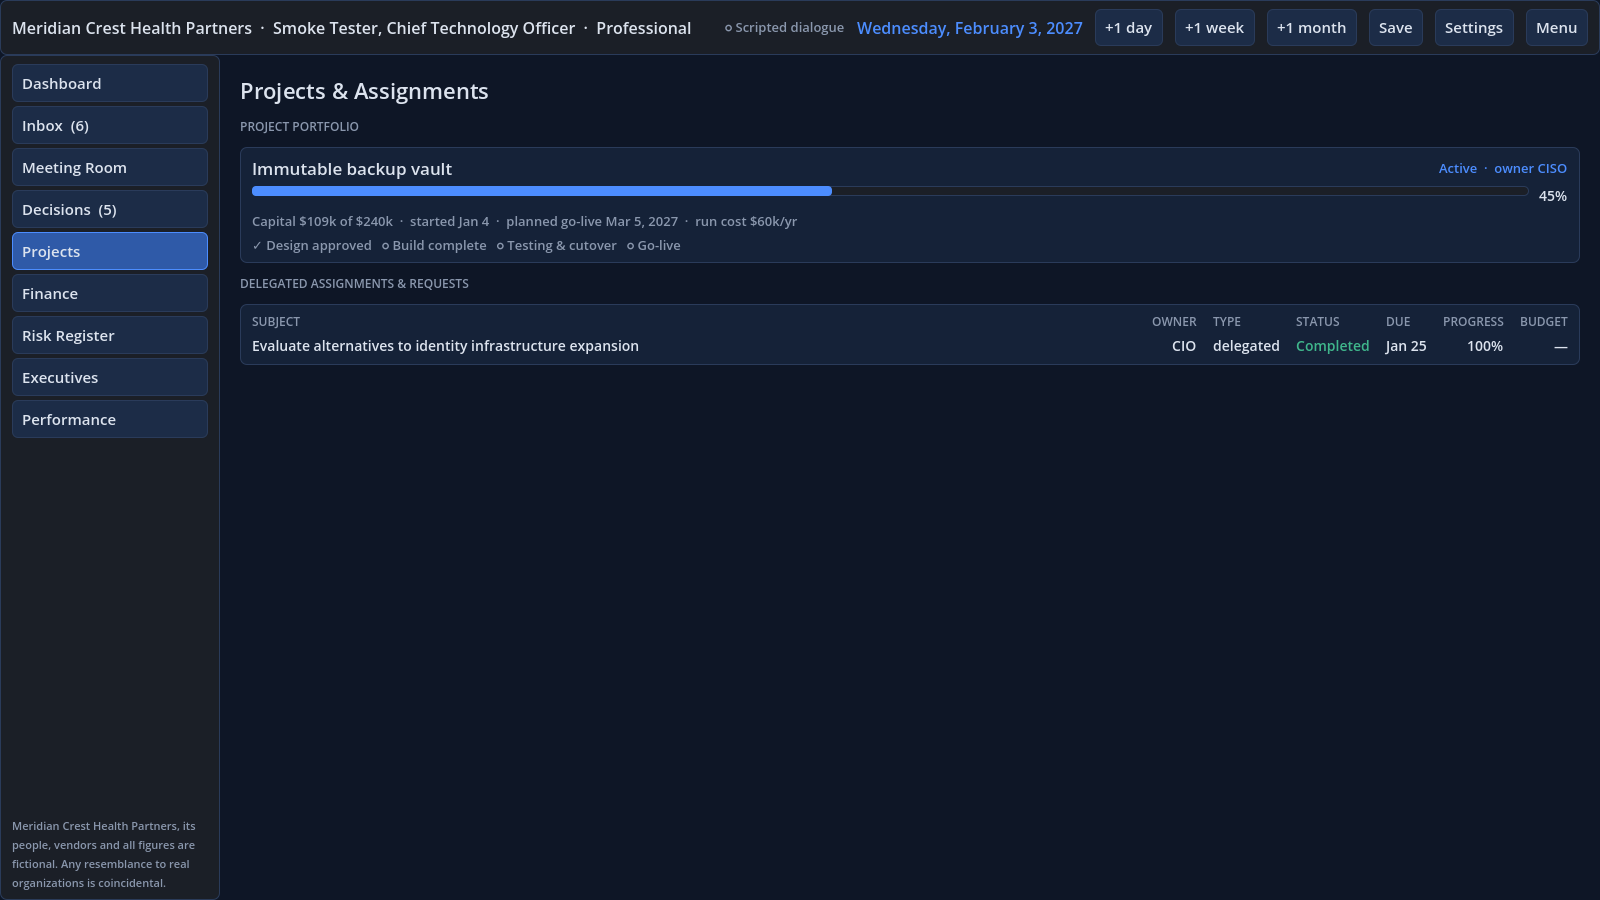 Meridian Crest Health Partners · Smoke Tester, Chief Technology Officer · Professional
○ Scripted dialogue
Wednesday, February 3, 2027
+1 day
+1 week
+1 month
Save
Settings
Menu
Dashboard
Inbox (6)
Meeting Room
Decisions (5)
Projects
Finance
Risk Register
Executives
Performance
Meridian Crest Health Partners, its
people, vendors and all figures are
fictional. Any resemblance to real
organizations is coincidental.
Projects & Assignments
PROJECT PORTFOLIO
Immutable backup vault
Active · owner CISO
45%
Capital $109k of $240k · started Jan 4 · planned go-live Mar 5, 2027 · run cost $60k/yr
✓ Design approved ○ Build complete ○ Testing & cutover ○ Go-live
DELEGATED ASSIGNMENTS & REQUESTS
SUBJECT OWNER TYPE STATUS DUE PROGRESS BUDGET
Evaluate alternatives to identity infrastructure expansion CIO delegated Completed Jan 25 100% —